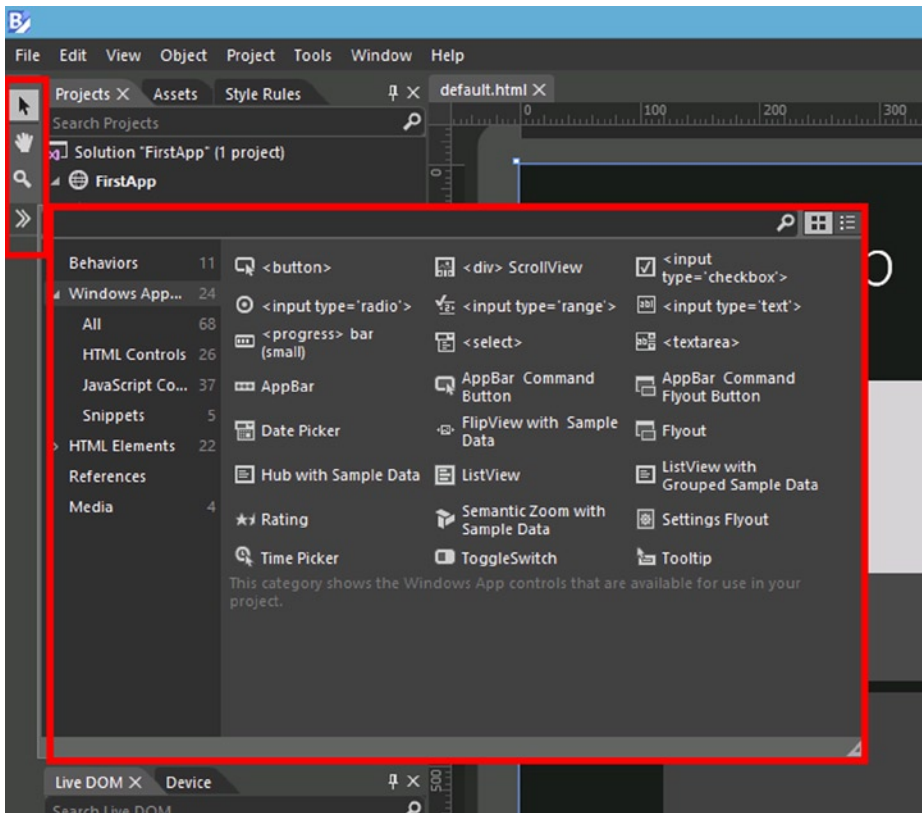 File Edit View Object Project Tools Window Help
Projects Assets Style Rules
default.html
Search Projects
0 100 200 300
Solution "FirstApp" (1 project)
0
FirstApp
Behaviors 11
Windows App... 24
All 68
HTML Controls 26
JavaScript Co... 37
Snippets 5
HTML Elements 22
References
Media 4
<button> <div> ScrollView <input
type='checkbox'>
<input type='radio'> <input type='range'> <input type='text'>
<progress> bar
(small) <select> <textarea>
AppBar AppBar Command
Button AppBar Command
Flyout Button
Date Picker FlipView with Sample
Data Flyout
Hub with Sample Data ListView ListView with
Grouped Sample Data
Rating Semantic Zoom with
Sample Data Settings Flyout
Time Picker ToggleSwitch Tooltip
This category shows the Windows App controls that are available for use in your
project.
Live DOM Device
500
Search Live DOM